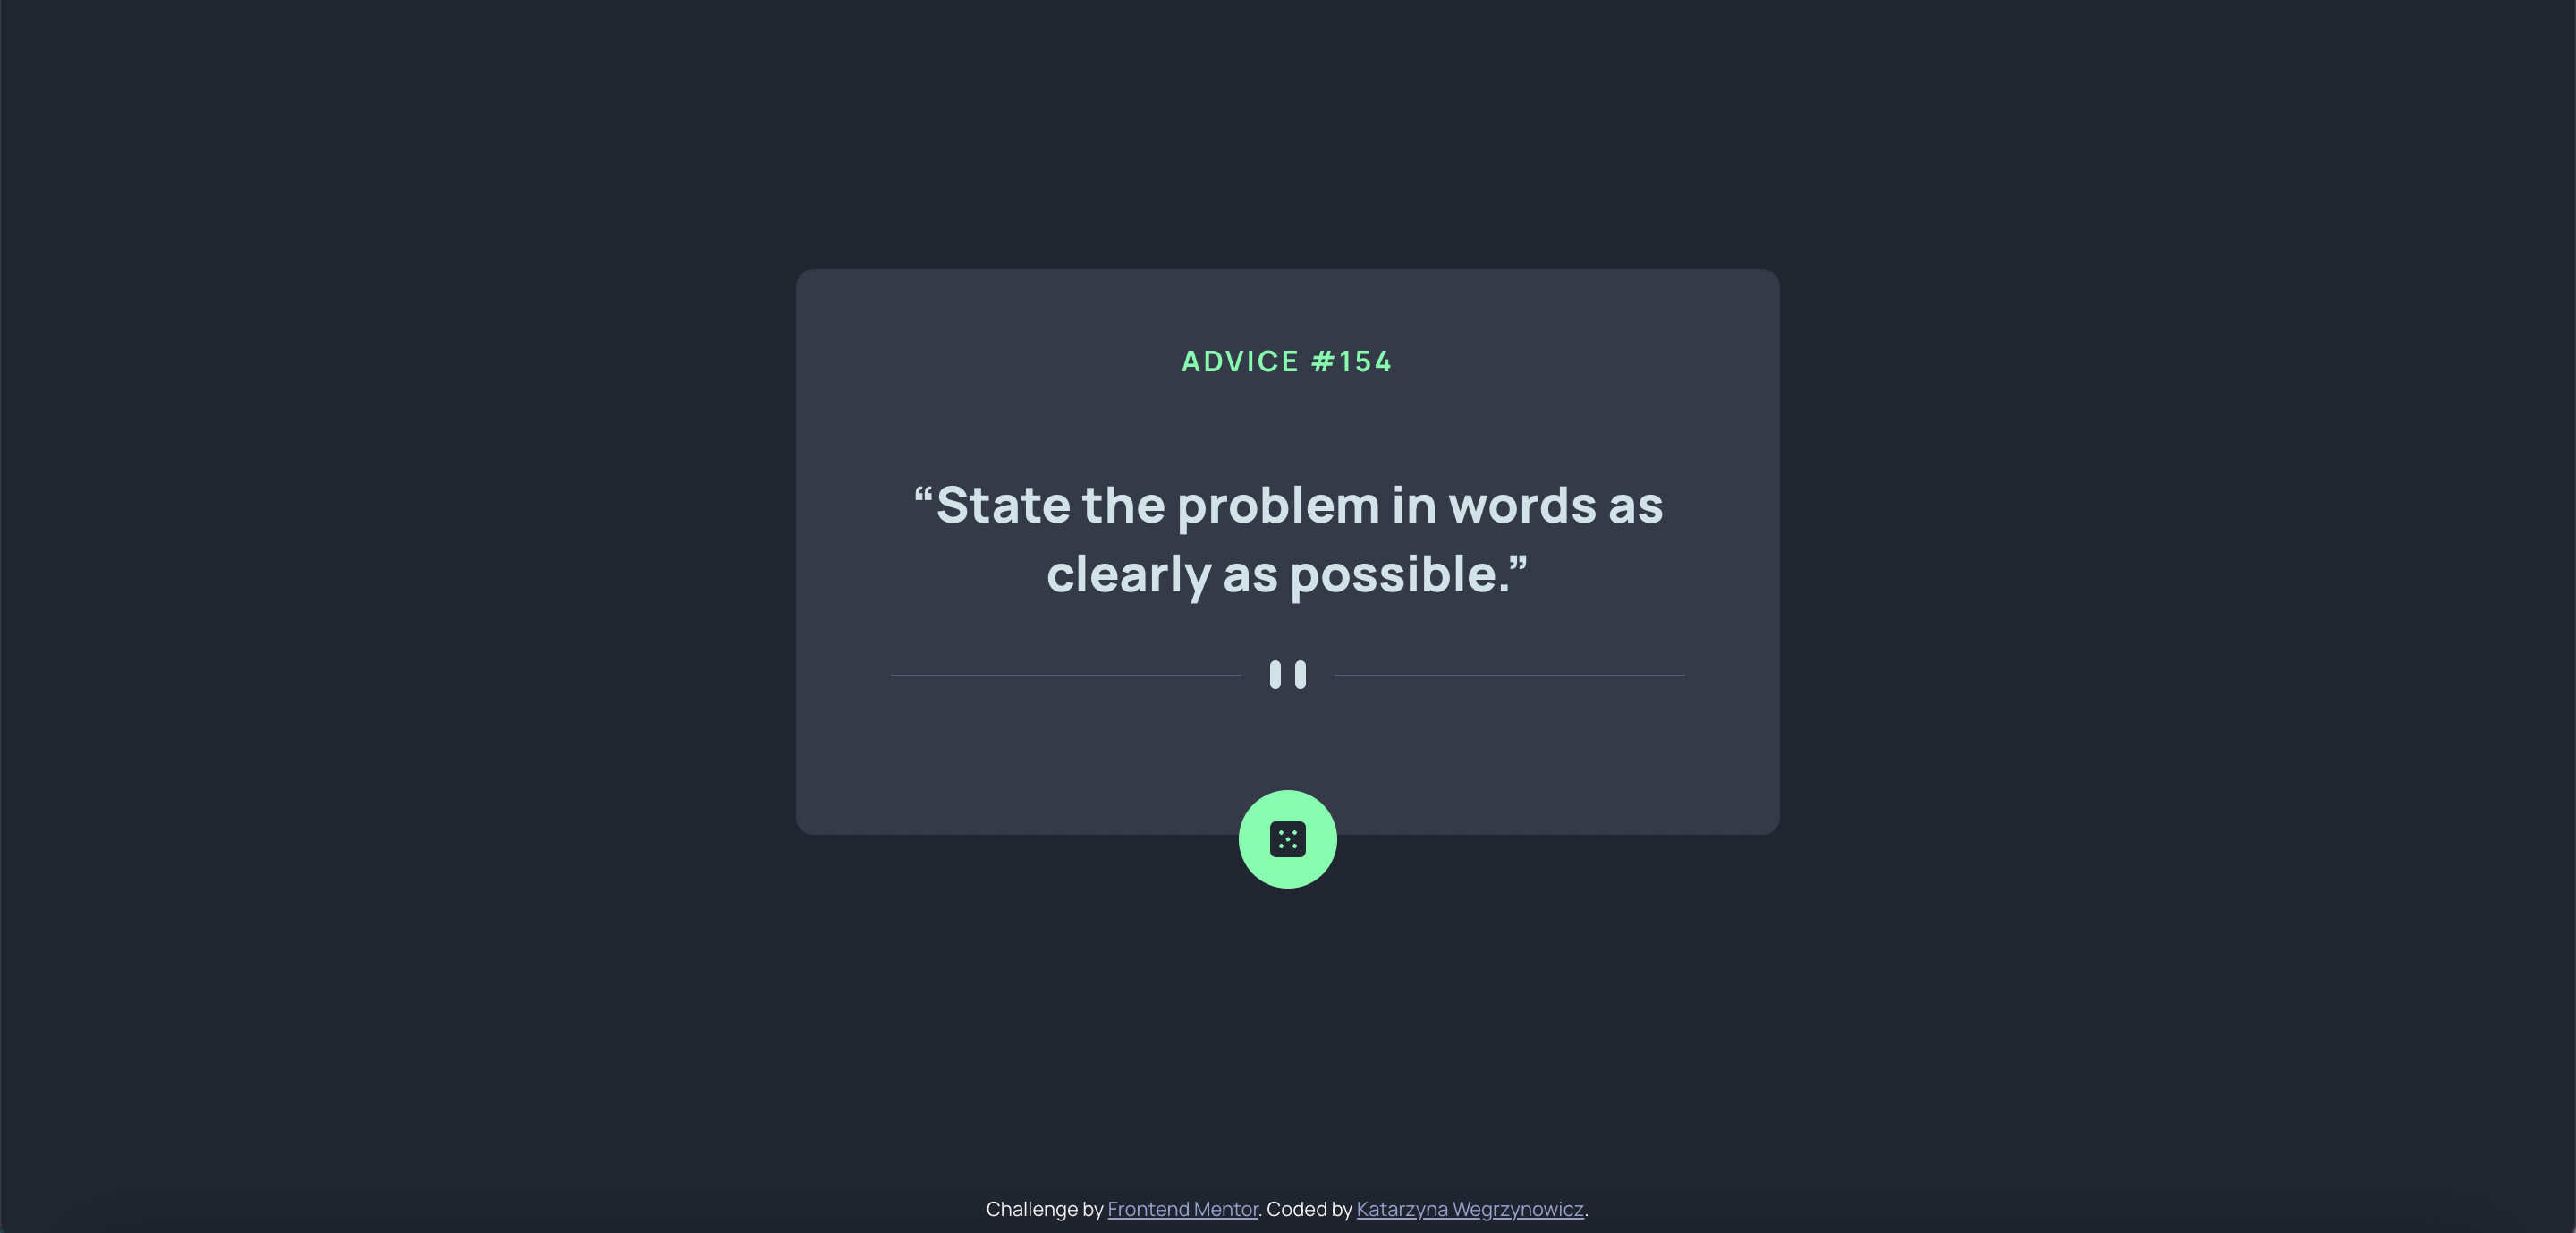 ADVICE #154
“State the problem in words as
clearly as possible.”
Challenge by Frontend Mentor. Coded by Katarzyna Wegrzynowicz.